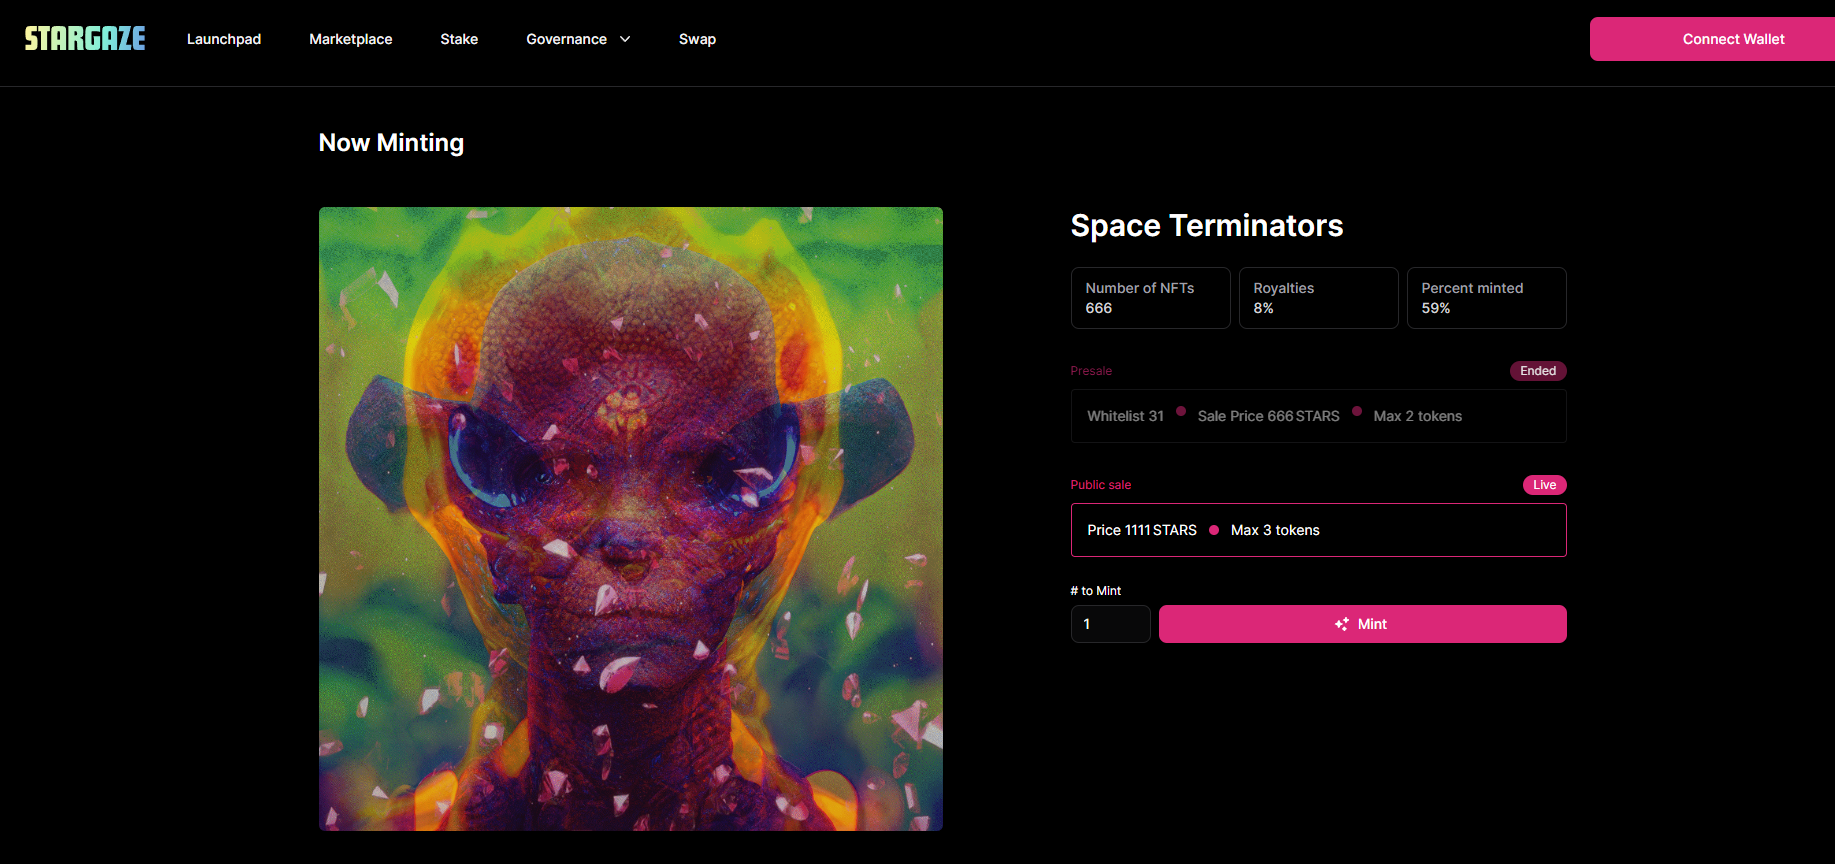 STARGAZE Launchpad Marketplace Stake Governance Swap Connect Wallet
Now Minting
Space Terminators
Number of NFTs Royalties Percent minted
666 8% 59%
Presale Ended
Whitelist 31 Sale Price 666 STARS Max 2 tokens
Public sale Live
Price 1111 STARS Max 3 tokens
# to Mint
1 Mint